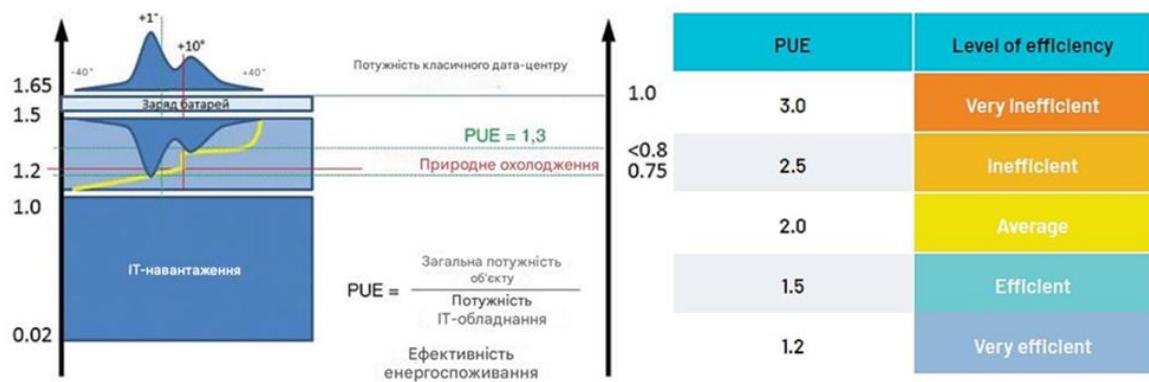 +1°
+10°
-40°
+40°
1.65
1.5
1.2
1.0
0.02
Заряд батарей
ІТ-навантаження
Потужність класичного дата-центру
PUE = 1,3
Природне охолодження
1.0
<0.8
0.75
PUE =
Загальна потужність
об'єкту
Потужність
ІТ-обладнання
Ефективність
енергоспоживання
PUE Level of efficiency
3.0 Very inefficient
2.5 Inefficient
2.0 Average
1.5 Efficient
1.2 Very efficient